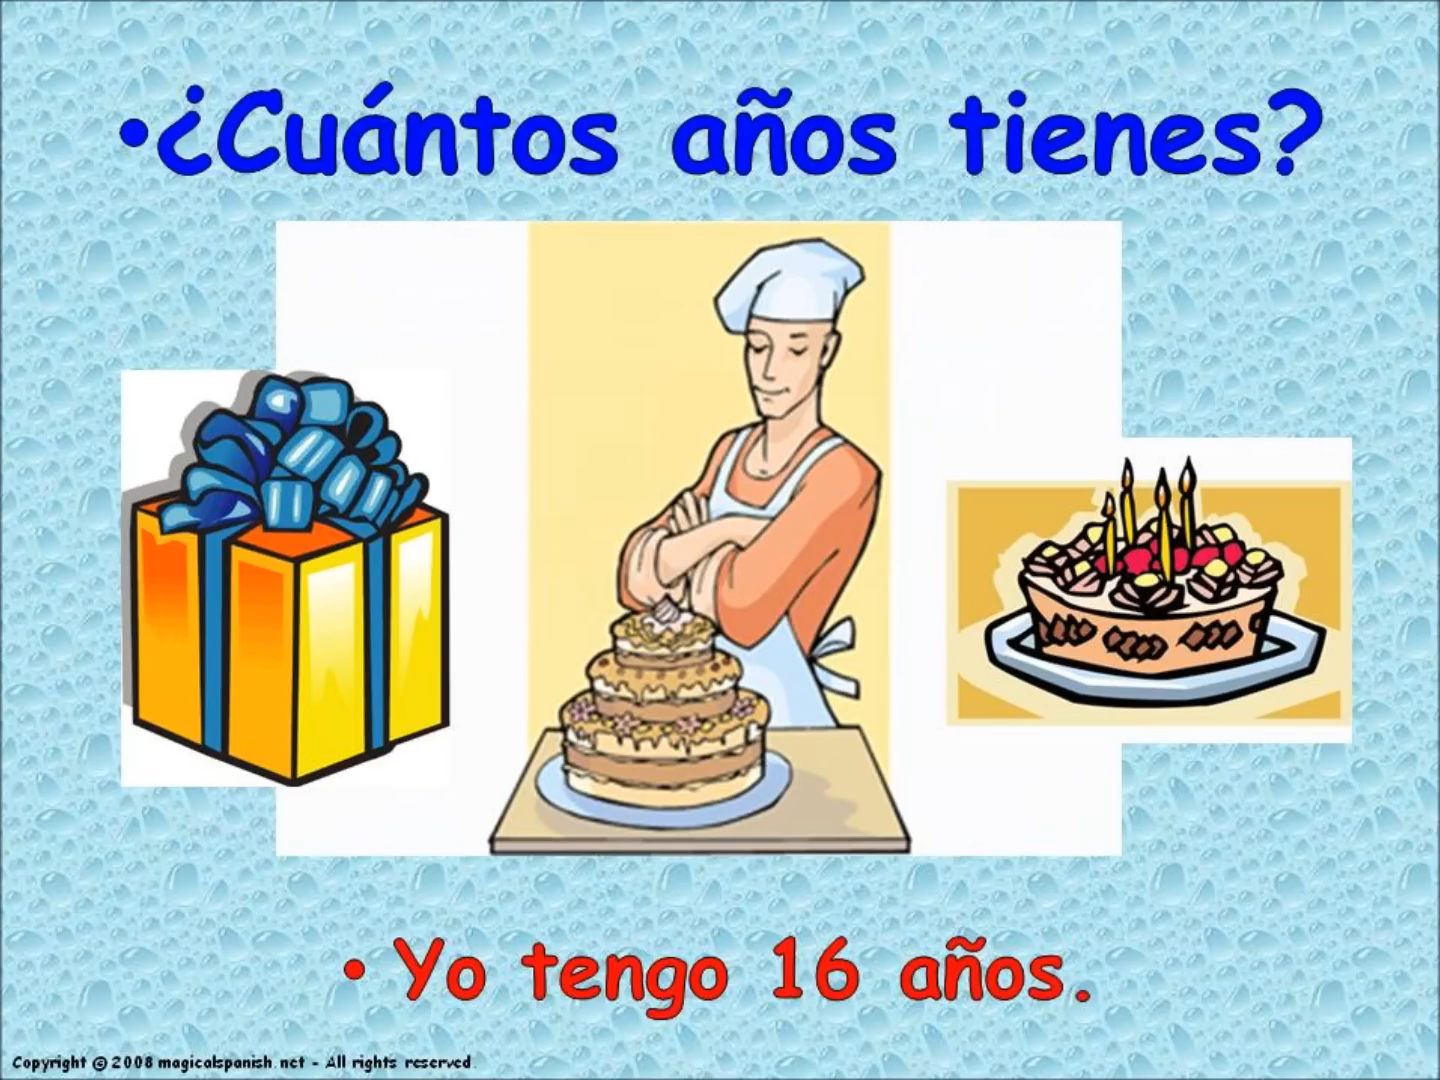 •¿Cuántos años tienes?
• Yo tengo 16 años.
Copyright © 2008 magicalspanish.net - All rights reserved.